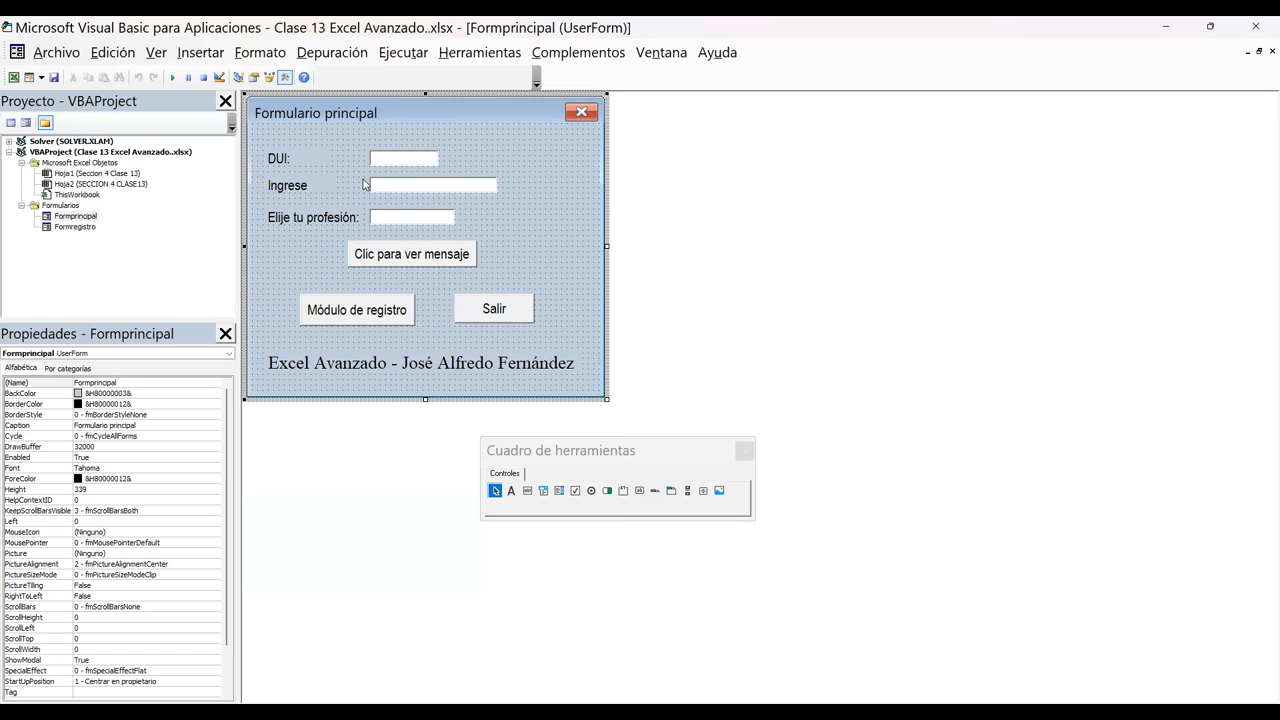 Microsoft Visual Basic para Aplicaciones - Clase 13 Excel Avanzado..xlsx - [Formprincipal (UserForm)]
Archivo Edición Ver Insertar Formato Depuración Ejecutar Herramientas Complementos Ventana Ayuda
Proyecto - VBAProject
Solver (SOLVER.XLAM)
VBAProject (Clase 13 Excel Avanzado..xlsx)
Microsoft Excel Objetos
Hoja1 (Seccion 4 Clase 13)
Hoja2 (SECCION 4 CLASE13)
ThisWorkbook
Formularios
Formprincipal
Formregistro
Propiedades - Formprincipal
Formprincipal UserForm
Alfabética Por categorías
(Name) Formprincipal
BackColor &H80000003&
BorderColor &H80000012&
BorderStyle 0 - fmBorderStyleNone
Caption Formulario principal
Cycle 0 - fmCycleAllForms
DrawBuffer 32000
Enabled True
Font Tahoma
ForeColor &H80000012&
Height 339
HelpContextID 0
KeepScrollBarsVisible 3 - fmScrollBarsBoth
Left 0
MouseIcon (Ninguno)
MousePointer 0 - fmMousePointerDefault
Picture (Ninguno)
PictureAlignment 2 - fmPictureAlignmentCenter
PictureSizeMode 0 - fmPictureSizeModeClip
PictureTiling False
RightToLeft False
ScrollBars 0 - fmScrollBarsNone
ScrollHeight 0
ScrollLeft 0
ScrollTop 0
ScrollWidth 0
ShowModal True
SpecialEffect 0 - fmSpecialEffectFlat
StartUpPosition 1 - Centrar en propietario
Tag
Formulario principal
DUI:
Ingrese
Elije tu profesión:
Clic para ver mensaje
Módulo de registro Salir
Excel Avanzado - José Alfredo Fernández
Cuadro de herramientas
Controles